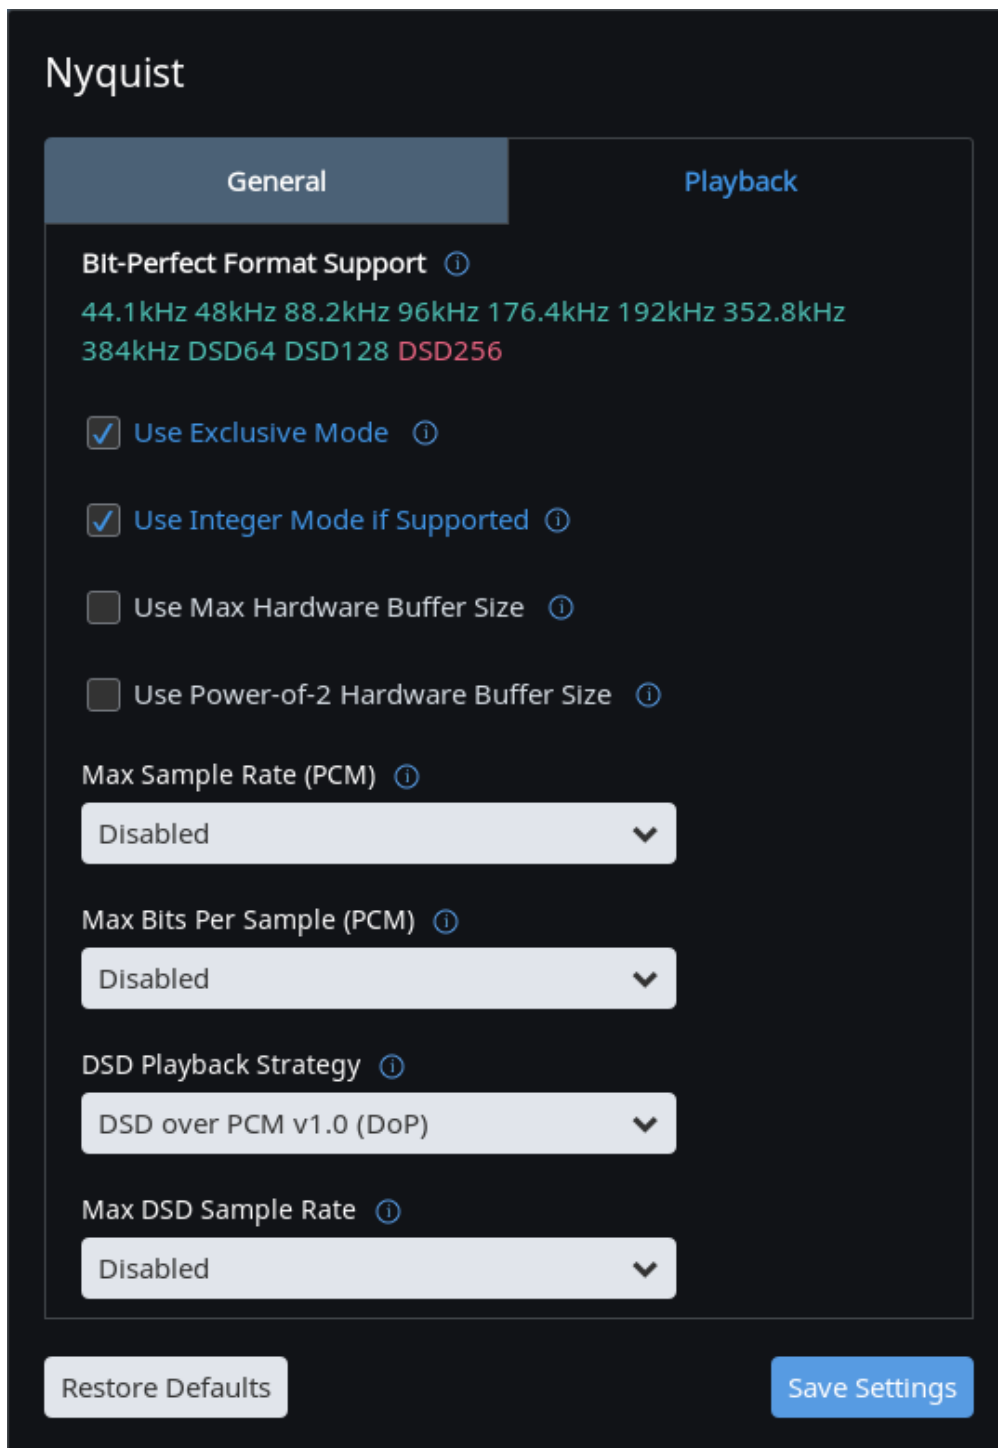 Nyquist
General
Playback
Bit-Perfect Format Support
44.1kHz 48kHz 88.2kHz 96kHz 176.4kHz 192kHz 352.8kHz
384kHz DSD64 DSD128 DSD256
Use Exclusive Mode
Use Integer Mode if Supported
Use Max Hardware Buffer Size
Use Power-of-2 Hardware Buffer Size
Max Sample Rate (PCM)
Disabled
Max Bits Per Sample (PCM)
Disabled
DSD Playback Strategy
DSD over PCM v1.0 (DoP)
Max DSD Sample Rate
Disabled
Restore Defaults
Save Settings